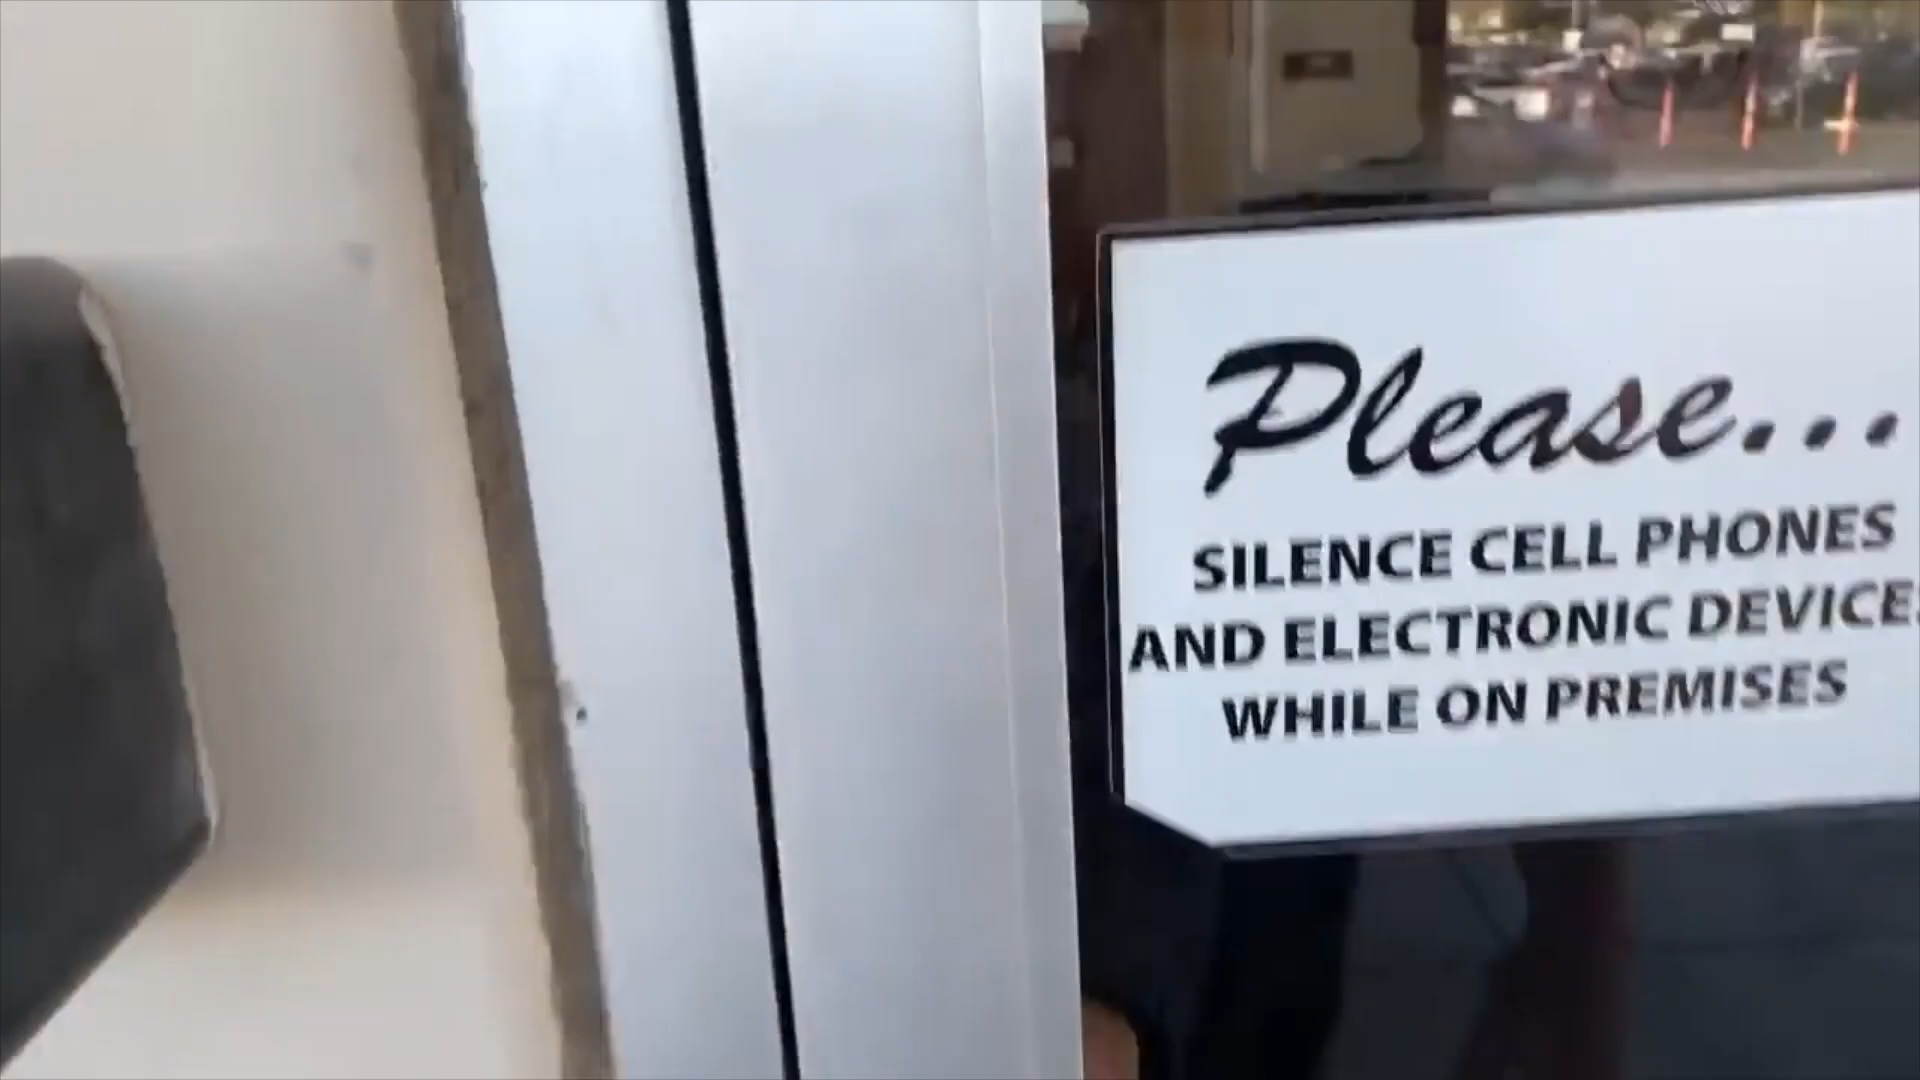 Please...
SILENCE CELL PHONES
AND ELECTRONIC DEVICES
WHILE ON PREMISES